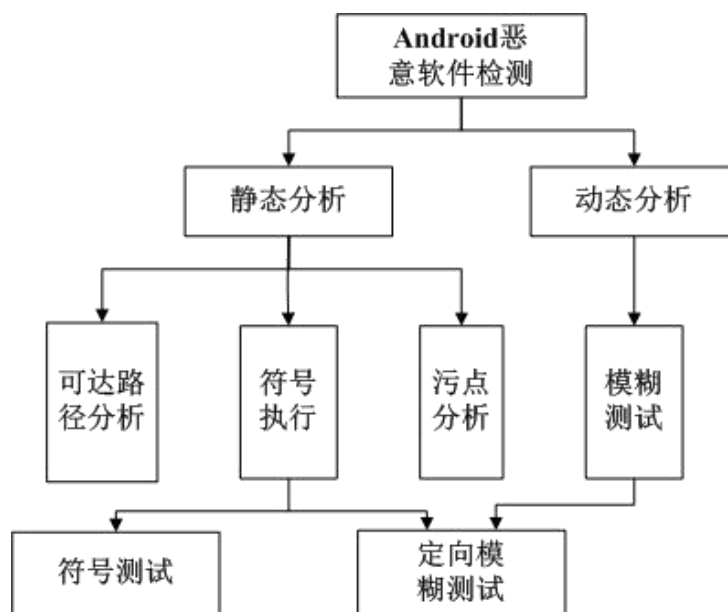 Android恶
意软件检测
静态分析
动态分析
可达路
径分析
符号
执行
污点
分析
模糊
测试
符号测试
定向模
糊测试